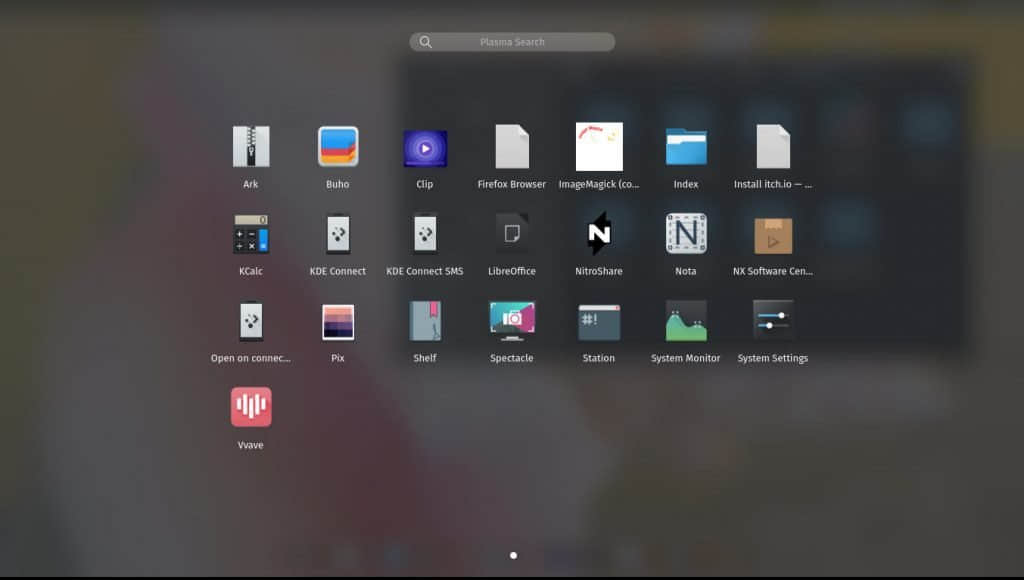 Plasma Search
Ark
Buho
Clip
Firefox Browser
ImageMagick (co...
Index
Install itch.io — ...
KCalc
KDE Connect
KDE Connect SMS
LibreOffice
NitroShare
Nota
NX Software Cen...
Open on connec...
Pix
Shelf
Spectacle
Station
System Monitor
System Settings
Vvave